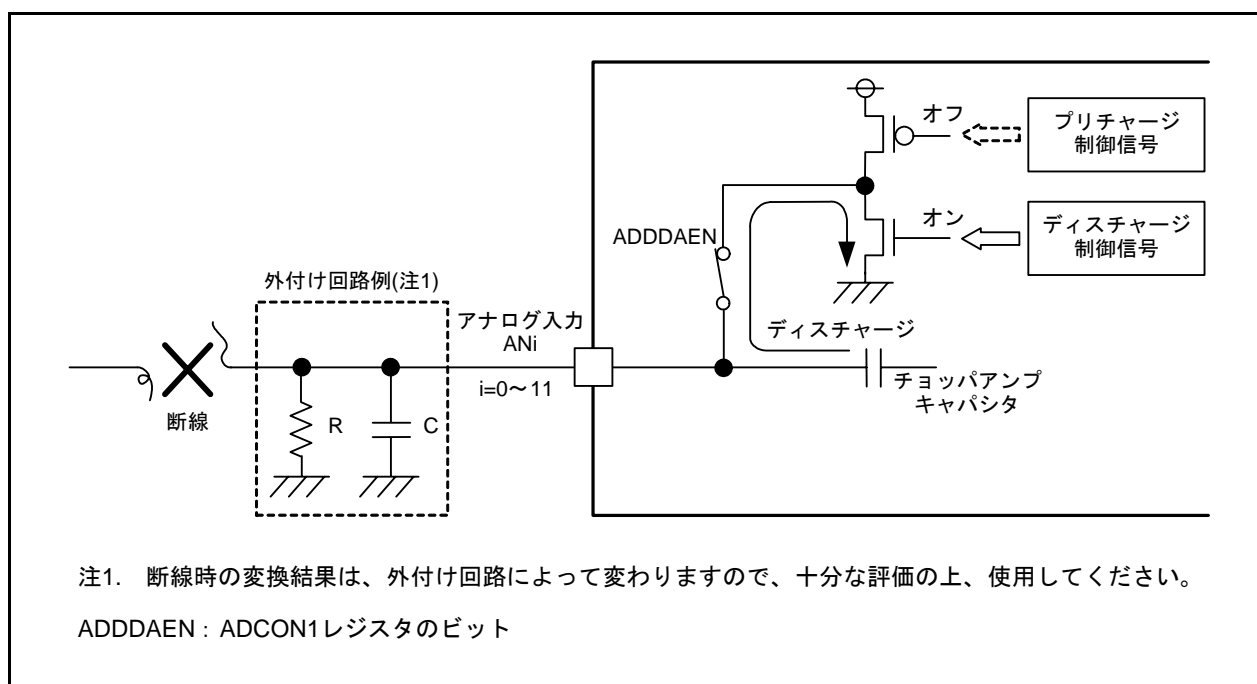 オフ
プリチャージ
制御信号
オン
ディスチャージ
制御信号
ADDDAEN
外付け回路例(注1)
アナログ入力
ANi
i=0～11
ディスチャージ
チョッパアンプ
キャパシタ
断線
R
C
注1. 断線時の変換結果は、外付け回路によって変わりますので、十分な評価の上、使用してください。
ADDDAEN : ADCON1レジスタのビット